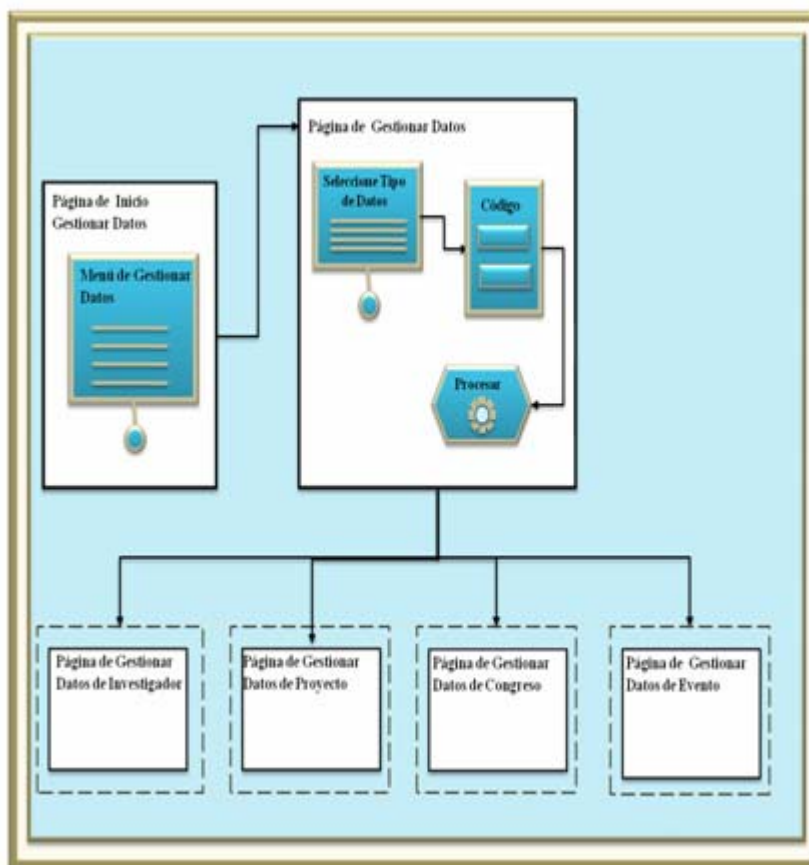 Página de Gestionar Datos
Seleccione Tipo
de Datos
Código
Procesar
Página de Inicio
Gestionar Datos
Menú de Gestionar
Datos
Página de Gestionar
Datos de Investigador
Página de Gestionar
Datos de Proyecto
Página de Gestionar
Datos de Congreso
Página de Gestionar
Datos de Evento